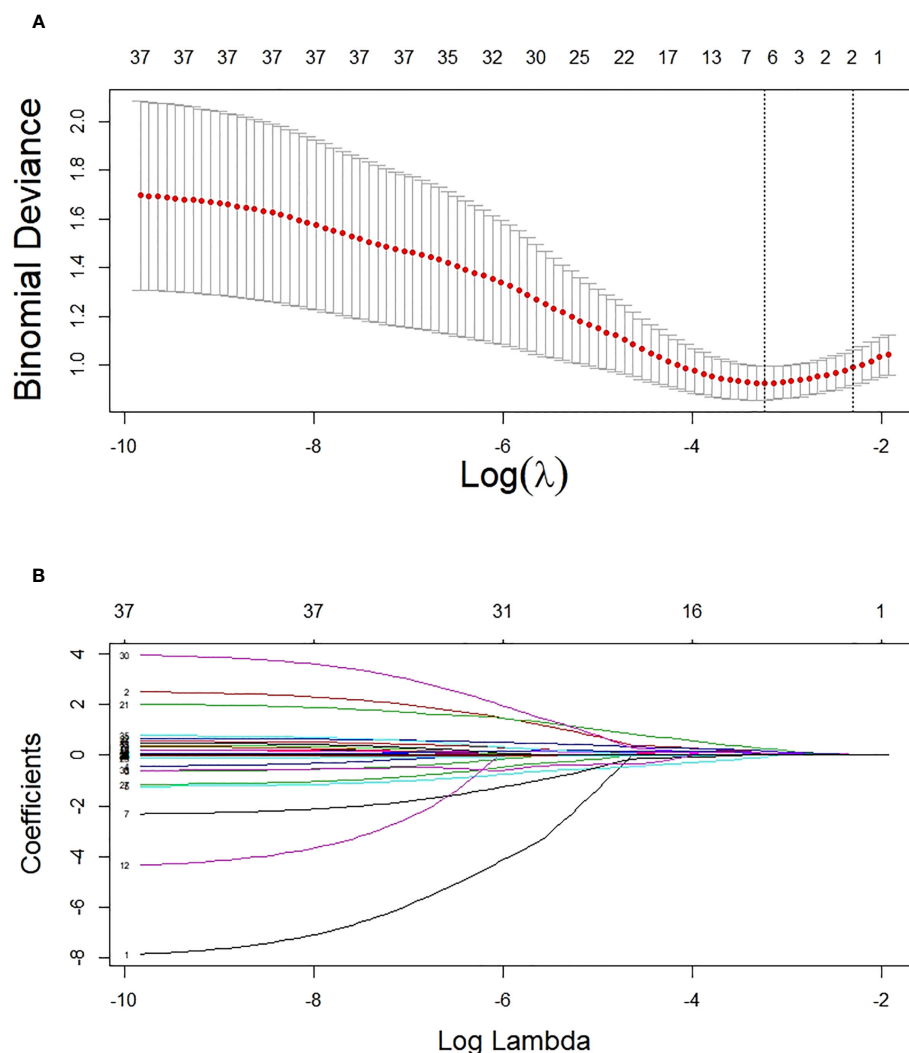 A
37 37 37 37 37 37 37 35 32 30 25 22 17 13 7 6 3 2 2 1
Binomial Deviance
2.0
1.8
1.6
1.4
1.2
1.0
-10 -8 -6 -4 -2
Log(λ)
B
37 37 31 16 1
Coefficients
4
2
0
-2
-4
-6
-8
30
2
21
7
12
1
-10 -8 -6 -4 -2
Log Lambda